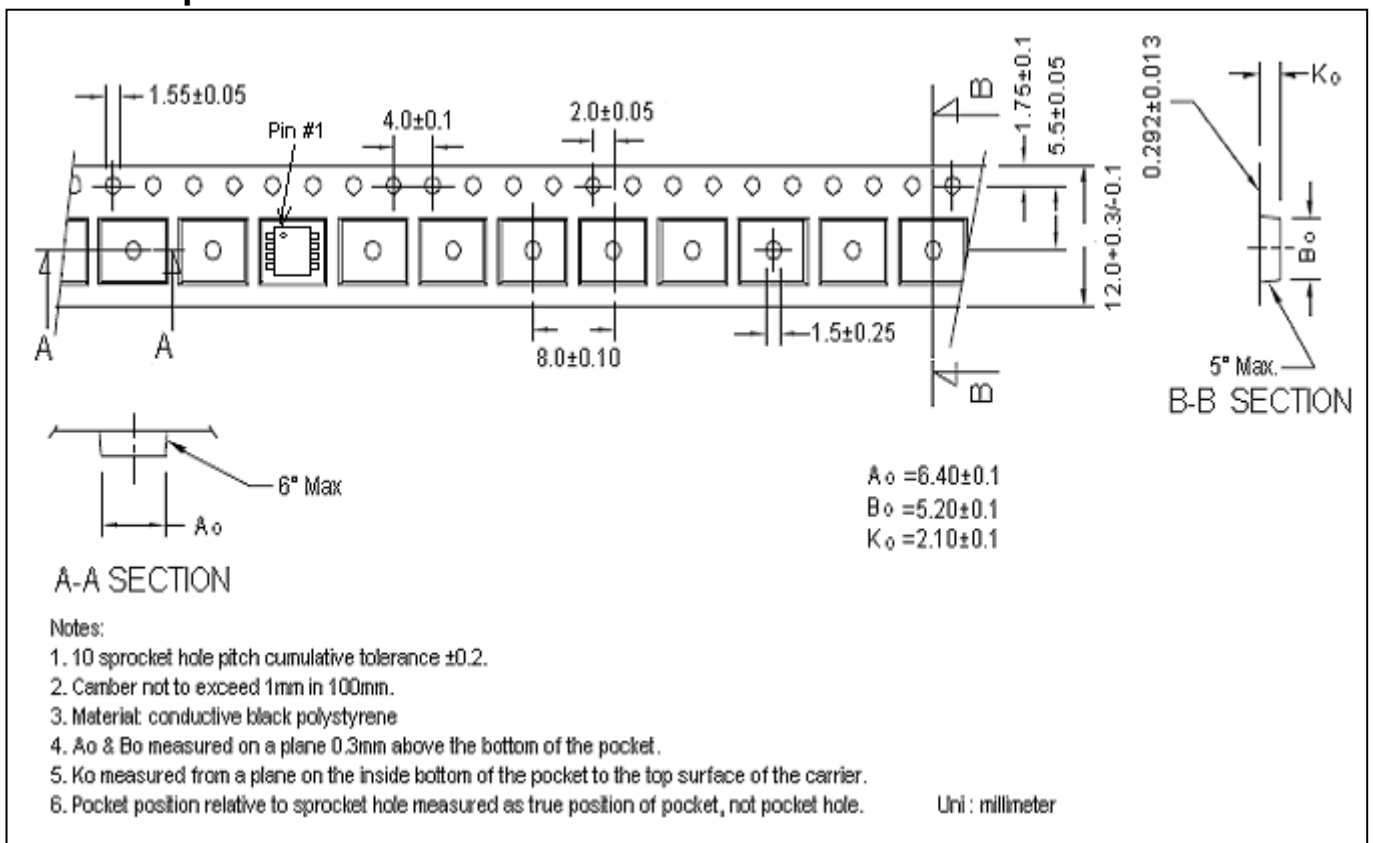 1.55±0.05
Pin #1
4.0±0.1
2.0±0.05
B
1.75±0.1
5.5±0.05
0.292±0.013
Ko
Bo
12.0+0.3/-0.1
A
A
8.0±0.10
1.5±0.25
B
5° Max.
B-B SECTION
6° Max
Ao
A-A SECTION
Ao =6.40±0.1
Bo =5.20±0.1
Ko =2.10±0.1
Notes:
1. 10 sprocket hole pitch cumulative tolerance ±0.2.
2. Camber not to exceed 1mm in 100mm.
3. Material: conductive black polystyrene
4. Ao & Bo measured on a plane 0.3mm above the bottom of the pocket.
5. Ko measured from a plane on the inside bottom of the pocket to the top surface of the carrier.
6. Pocket position relative to sprocket hole measured as true position of pocket, not pocket hole.
Uni : millimeter